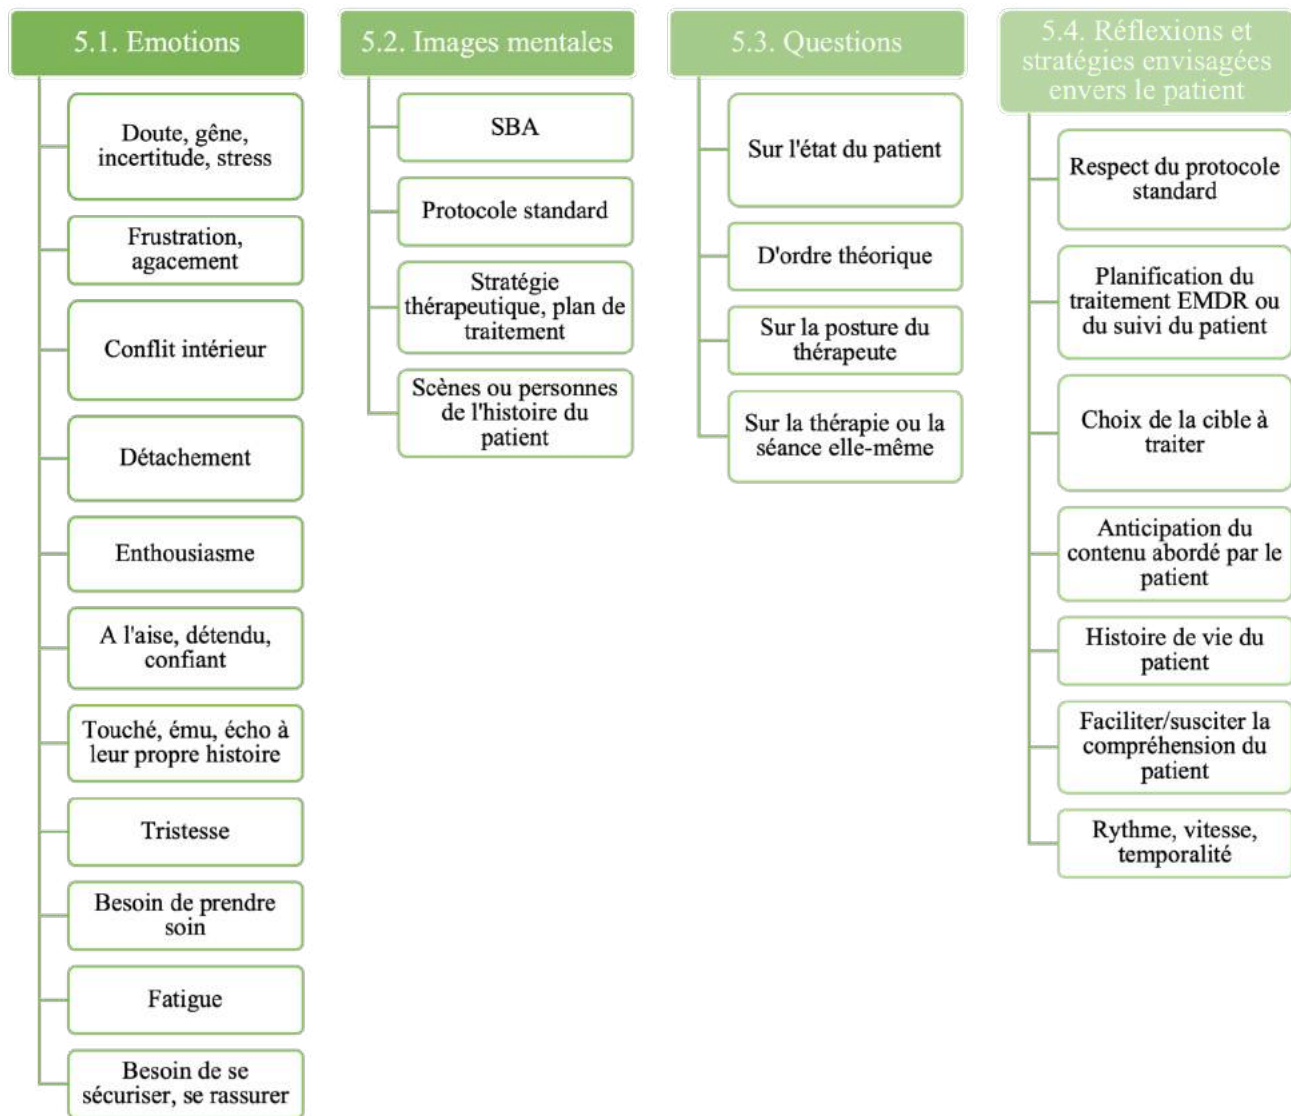 5.1. Emotions
Doute, gêne,
incertitude, stress
Frustration,
agacement
Conflit intérieur
Détachement
Enthousiasme
A l'aise, détendu,
confiant
Touché, ému, écho à
leur propre histoire
Tristesse
Besoin de prendre
soin
Fatigue
Besoin de se
sécuriser, se rassurer
5.2. Images mentales
SBA
Protocole standard
Stratégie
thérapeutique, plan de
traitement
Scènes ou personnes
de l'histoire du
patient
5.3. Questions
Sur l'état du patient
D'ordre théorique
Sur la posture du
thérapeute
Sur la thérapie ou la
séance elle-même
5.4. Réflexions et
stratégies envisagées
envers le patient
Respect du protocole
standard
Planification du
traitement EMDR ou
du suivi du patient
Choix de la cible à
traiter
Anticipation du
contenu abordé par le
patient
Histoire de vie du
patient
Faciliter/susciter la
compréhension du
patient
Rythme, vitesse,
temporalité